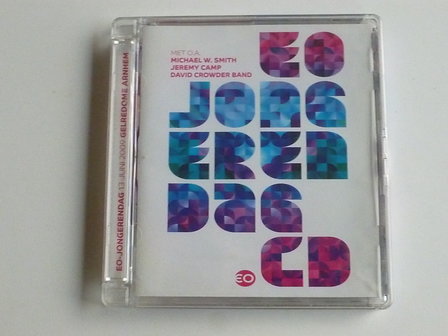 MET O.A.
MICHAEL W. SMITH
JEREMY CAMP
DAVID CROWDER BAND
EO
JONG
EREN
DAG
CD
EO
EO-JONGERENDAG 13 JUNI 2009 GELREDOME ARNHEM